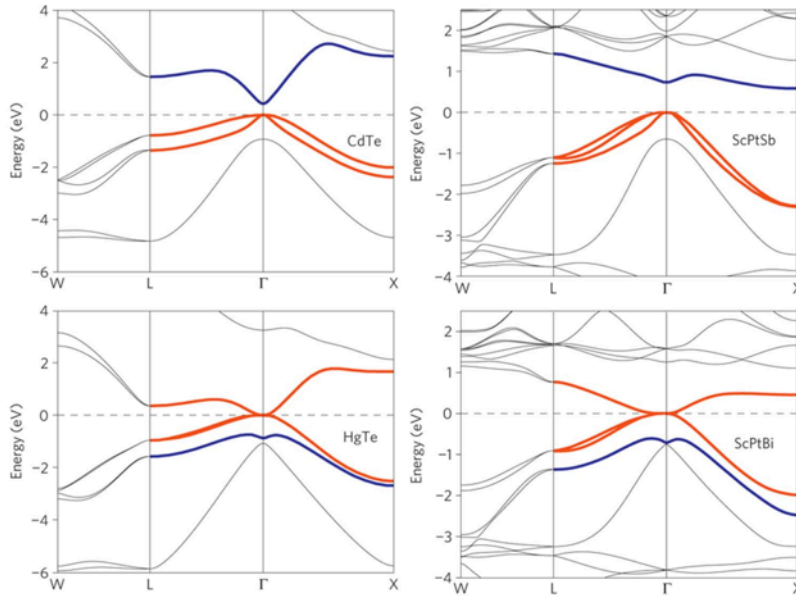 4
2
0
−2
−4
−6
Energy (eV)
CdTe
W L Γ X
2
1
0
−1
−2
−3
−4
Energy (eV)
ScPtSb
W L Γ X
4
2
0
−2
−4
−6
Energy (eV)
HgTe
W L Γ X
2
1
0
−1
−2
−3
−4
Energy (eV)
ScPtBi
W L Γ X